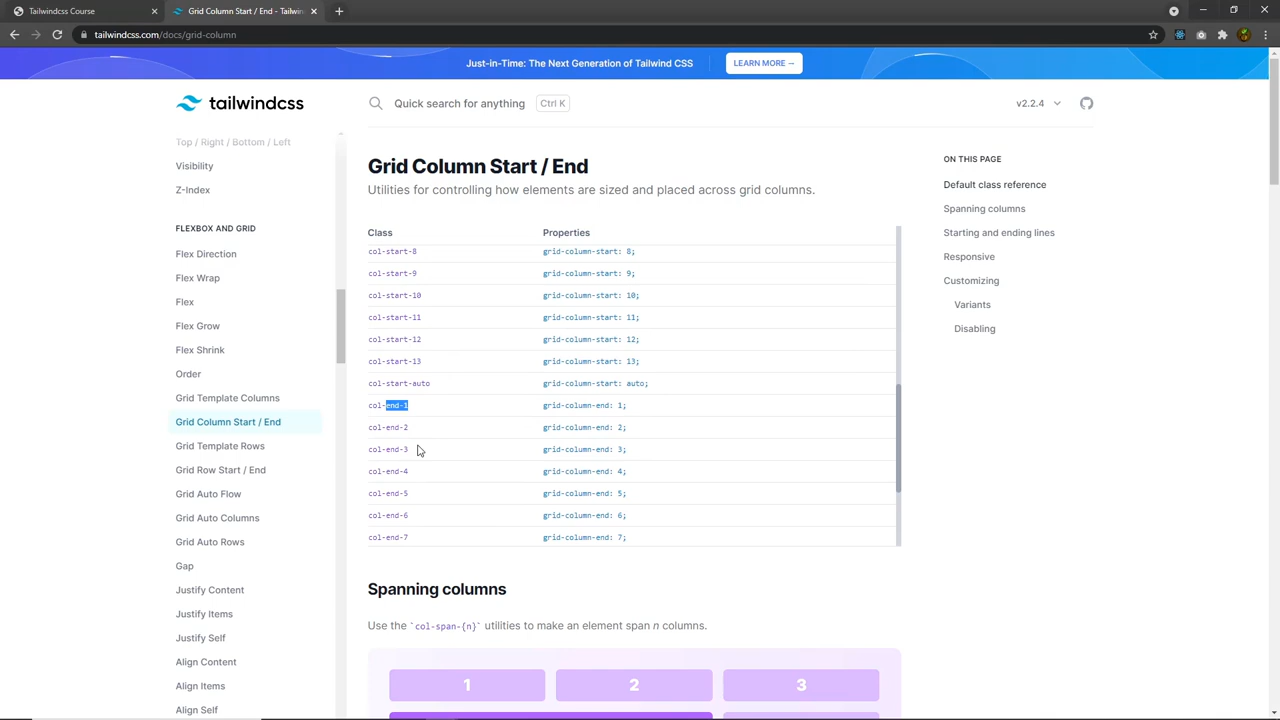 Tailwindcss Course
Grid Column Start / End - Tailwin
tailwindcss.com/docs/grid-column
Just-in-Time: The Next Generation of Tailwind CSS
LEARN MORE →
tailwindcss
Quick search for anything
Ctrl K
v2.2.4
Top / Right / Bottom / Left
Visibility
Z-Index
FLEXBOX AND GRID
Flex Direction
Flex Wrap
Flex
Flex Grow
Flex Shrink
Order
Grid Template Columns
Grid Column Start / End
Grid Template Rows
Grid Row Start / End
Grid Auto Flow
Grid Auto Columns
Grid Auto Rows
Gap
Justify Content
Justify Items
Justify Self
Align Content
Align Items
Align Self
Grid Column Start / End
Utilities for controlling how elements are sized and placed across grid columns.
Class Properties
col-start-8 grid-column-start: 8;
col-start-9 grid-column-start: 9;
col-start-10 grid-column-start: 10;
col-start-11 grid-column-start: 11;
col-start-12 grid-column-start: 12;
col-start-13 grid-column-start: 13;
col-start-auto grid-column-start: auto;
col-end-1 grid-column-end: 1;
col-end-2 grid-column-end: 2;
col-end-3 grid-column-end: 3;
col-end-4 grid-column-end: 4;
col-end-5 grid-column-end: 5;
col-end-6 grid-column-end: 6;
col-end-7 grid-column-end: 7;
Spanning columns
Use the `col-span-{n}` utilities to make an element span n columns.
1 2 3
ON THIS PAGE
Default class reference
Spanning columns
Starting and ending lines
Responsive
Customizing
Variants
Disabling